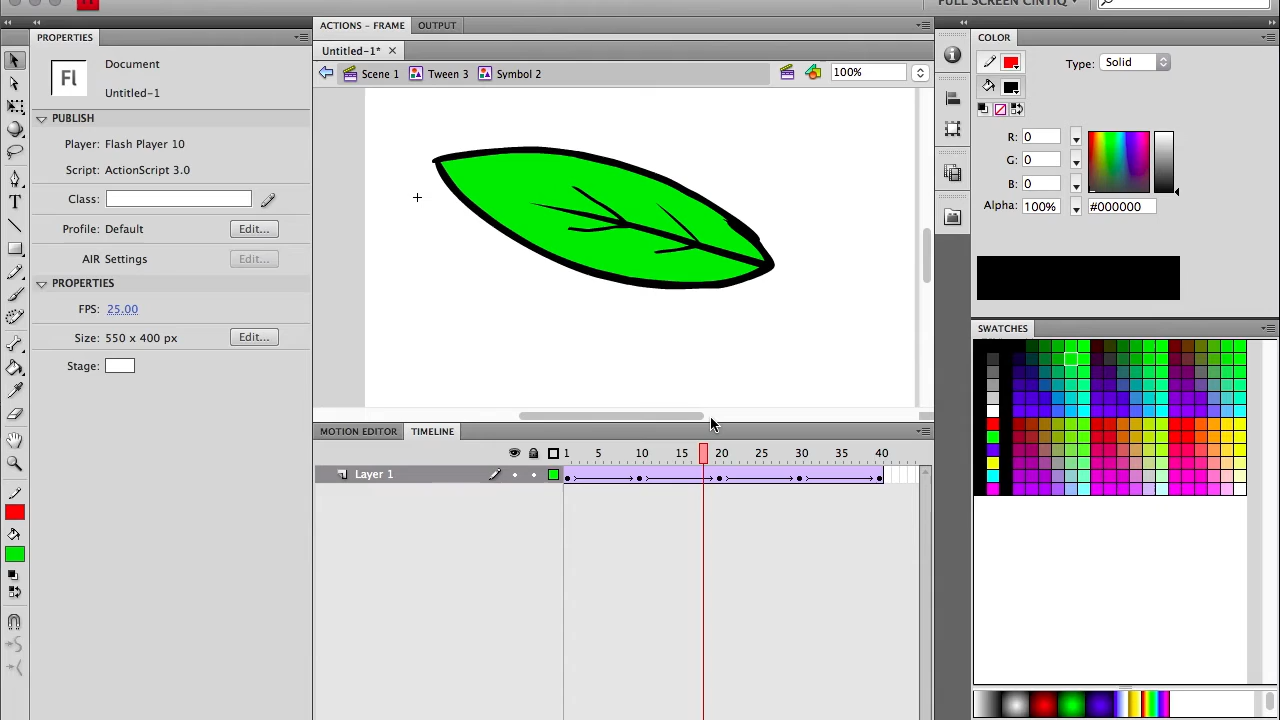 FULL SCREEN CINTIQ
ACTIONS - FRAME
OUTPUT
PROPERTIES
COLOR
Untitled-1*
Fl
Document
Untitled-1
Scene 1
Tween 3
Symbol 2
100%
Type: Solid
PUBLISH
Player: Flash Player 10
Script: ActionScript 3.0
Class:
Profile: Default
Edit...
AIR Settings
Edit...
PROPERTIES
FPS: 25.00
Size: 550 x 400 px
Edit...
Stage:
R: 0
G: 0
B: 0
Alpha: 100%
#000000
SWATCHES
MOTION EDITOR
TIMELINE
1 5 10 15 20 25 30 35 40
Layer 1
T